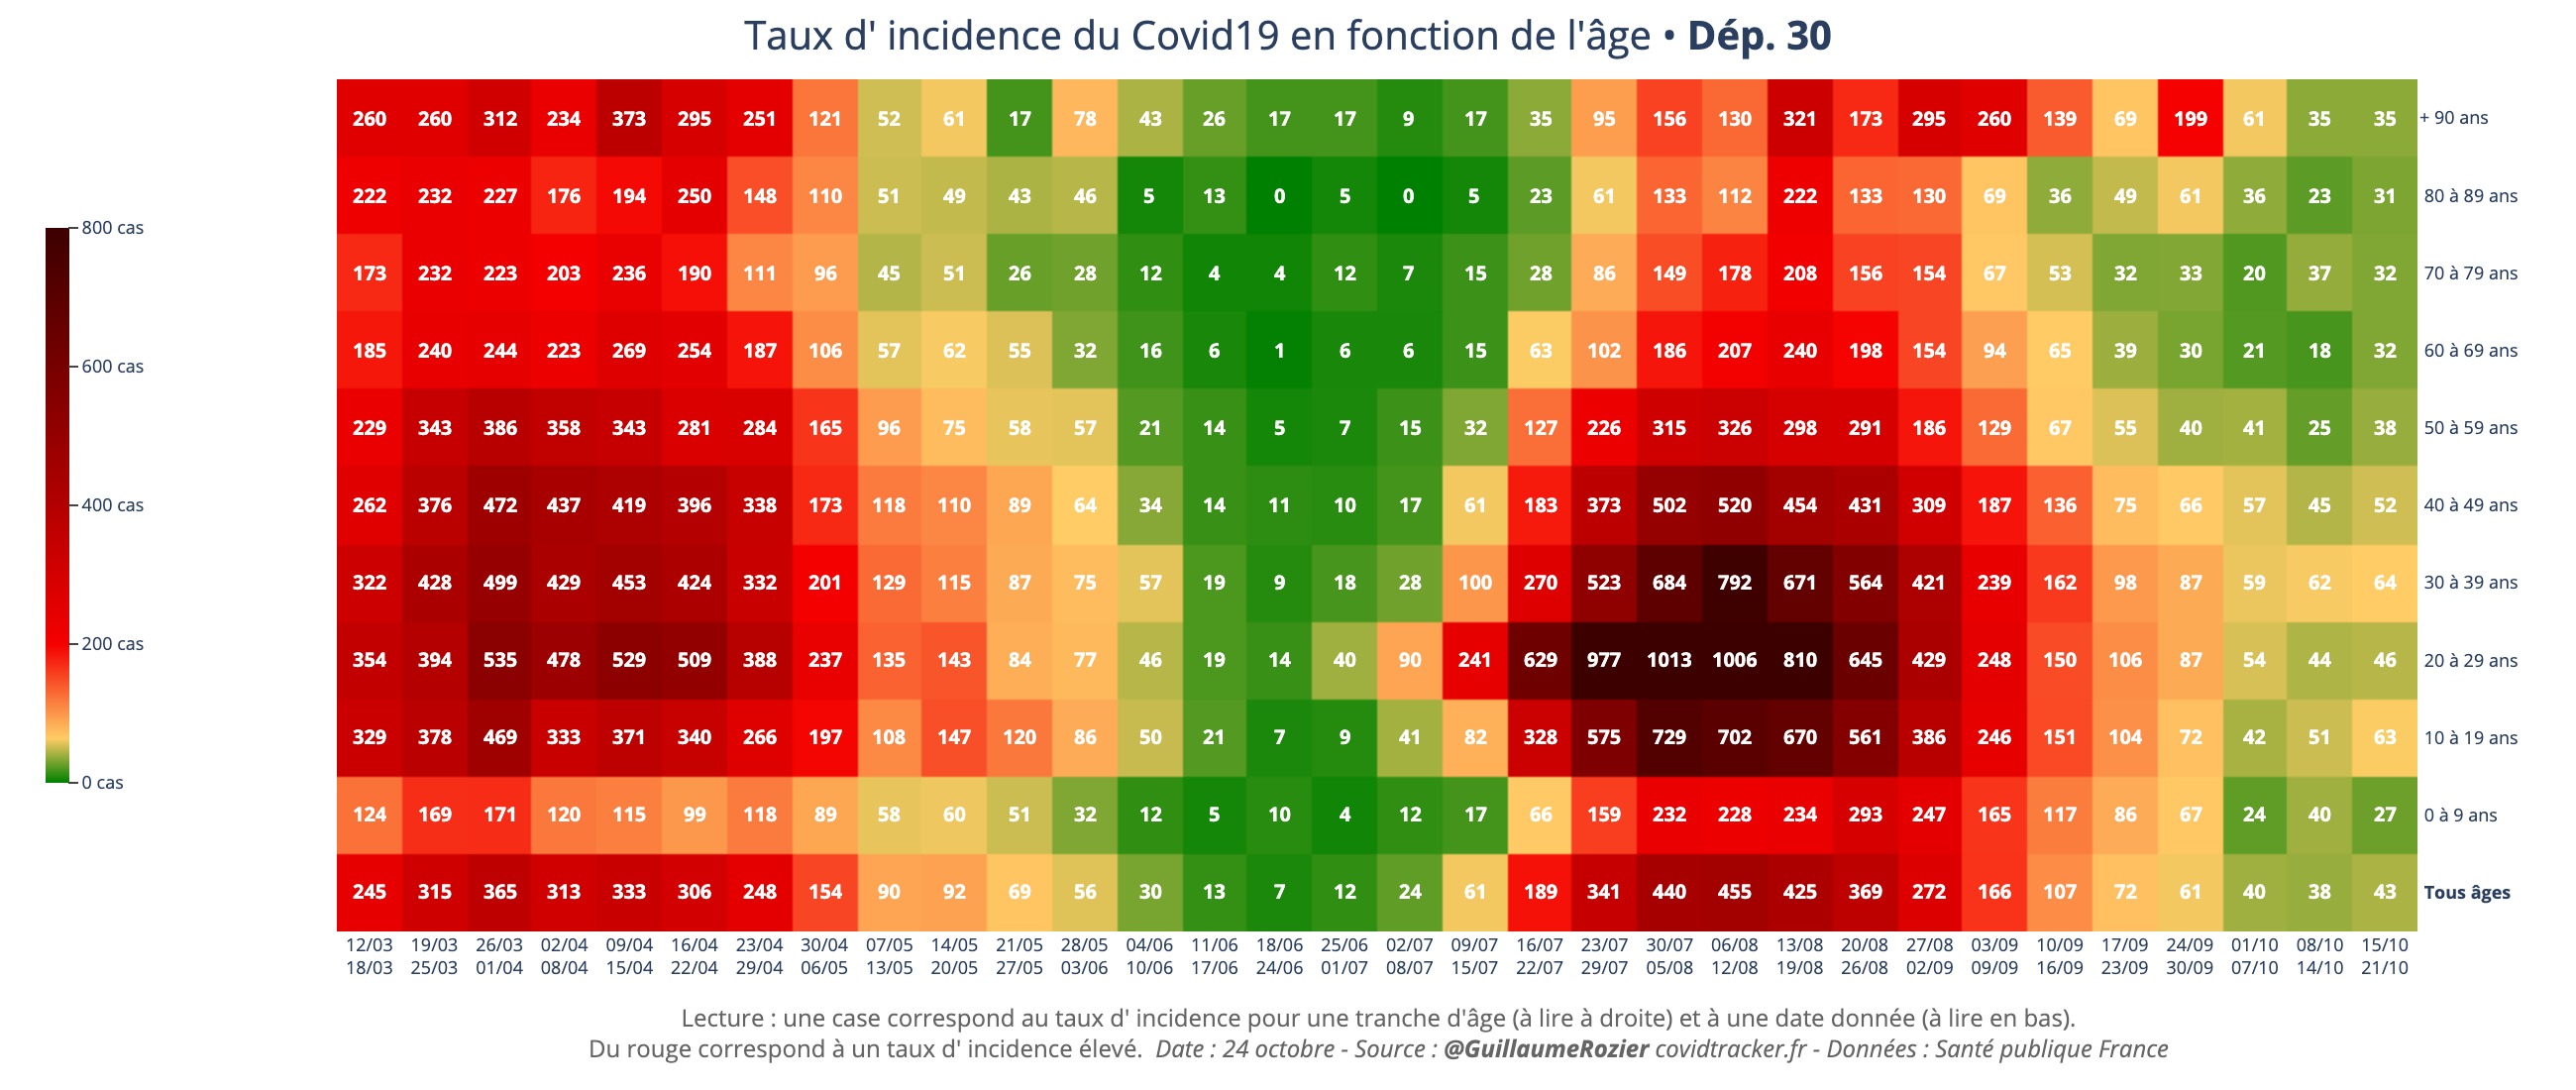 Taux d' incidence du Covid19 en fonction de l'âge • Dép. 30
260 260 312 234 373 295 251 121 52 61 17 78 43 26 17 17 9 17 35 95 156 130 321 173 295 260 139 69 199 61 35 35 + 90 ans
222 232 227 176 194 250 148 110 51 49 43 46 5 13 0 5 0 5 23 61 133 112 222 133 130 69 36 49 61 36 23 31 80 à 89 ans
800 cas
173 232 223 203 236 190 111 96 45 51 26 28 12 4 4 12 7 15 28 86 149 178 208 156 154 67 53 32 33 20 37 32 70 à 79 ans
185 240 244 223 269 254 187 106 57 62 55 32 16 6 1 6 6 15 63 102 186 207 240 198 154 94 65 39 30 21 18 32 60 à 69 ans
600 cas
229 343 386 358 343 281 284 165 96 75 58 57 21 14 5 7 15 32 127 226 315 326 298 291 186 129 67 55 40 41 25 38 50 à 59 ans
400 cas
262 376 472 437 419 396 338 173 118 110 89 64 34 14 11 10 17 61 183 373 502 520 454 431 309 187 136 75 66 57 45 52 40 à 49 ans
322 428 499 429 453 424 332 201 129 115 87 75 57 19 9 18 28 100 270 523 684 792 671 564 421 239 162 98 87 59 62 64 30 à 39 ans
200 cas
354 394 535 478 529 509 388 237 135 143 84 77 46 19 14 40 90 241 629 977 1013 1006 810 645 429 248 150 106 87 54 44 46 20 à 29 ans
329 378 469 333 371 340 266 197 108 147 120 86 50 21 7 9 41 82 328 575 729 702 670 561 386 246 151 104 72 42 51 63 10 à 19 ans
0 cas
124 169 171 120 115 99 118 89 58 60 51 32 12 5 10 4 12 17 66 159 232 228 234 293 247 165 117 86 67 24 40 27 0 à 9 ans
245 315 365 313 333 306 248 154 90 92 69 56 30 13 7 12 24 61 189 341 440 455 425 369 272 166 107 72 61 40 38 43 Tous âges
12/03 19/03 26/03 02/04 09/04 16/04 23/04 30/04 07/05 14/05 21/05 28/05 04/06 11/06 18/06 25/06 02/07 09/07 16/07 23/07 30/07 06/08 13/08 20/08 27/08 03/09 10/09 17/09 24/09 01/10 08/10 15/10
18/03 25/03 01/04 08/04 15/04 22/04 29/04 06/05 13/05 20/05 27/05 03/06 10/06 17/06 24/06 01/07 08/07 15/07 22/07 29/07 05/08 12/08 19/08 26/08 02/09 09/09 16/09 23/09 30/09 07/10 14/10 21/10
Lecture : une case correspond au taux d' incidence pour une tranche d'âge (à lire à droite) et à une date donnée (à lire en bas).
Du rouge correspond à un taux d' incidence élevé. Date : 24 octobre - Source : @GuillaumeRozier covidtracker.fr - Données : Santé publique France